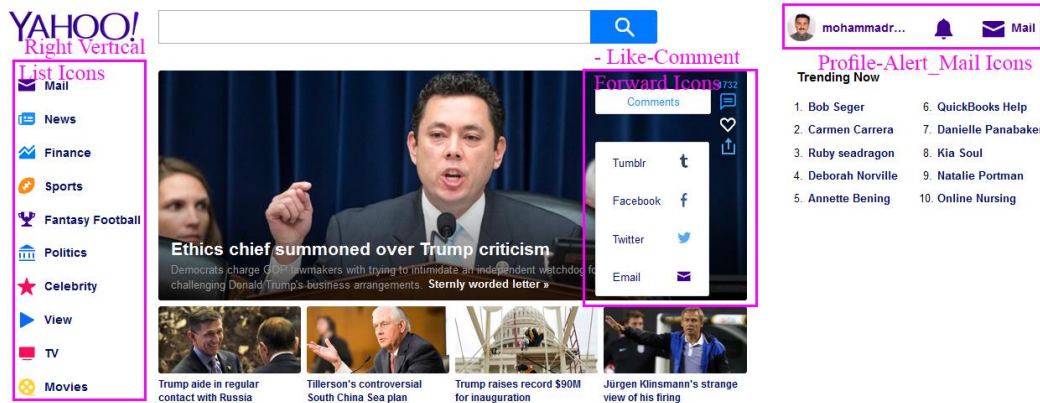 YAHOO!
Right Vertical
List Icons
Mail
News
Finance
Sports
Fantasy Football
Politics
Celebrity
View
TV
Movies
Ethics chief summoned over Trump criticism
Democrats charge GOP lawmakers with trying to intimidate an independent watchdog
challenging Donald Trump's business arrangements. Sternly worded letter »
- Like-Comment
Forward Icons
Comments
Tumblr
Facebook
Twitter
Email
Trump aide in regular
contact with Russia
Tillerson's controversial
South China Sea plan
Trump raises record $90M
for inauguration
Jürgen Klinsmann's strange
view of his firing
mohammadr...
Mail
Profile-Alert_Mail Icons
Trending Now
1. Bob Seger
2. Carmen Carrera
3. Ruby seadragon
4. Deborah Norville
5. Annette Bening
6. QuickBooks Help
7. Danielle Panabaker
8. Kia Soul
9. Natalie Portman
10. Online Nursing